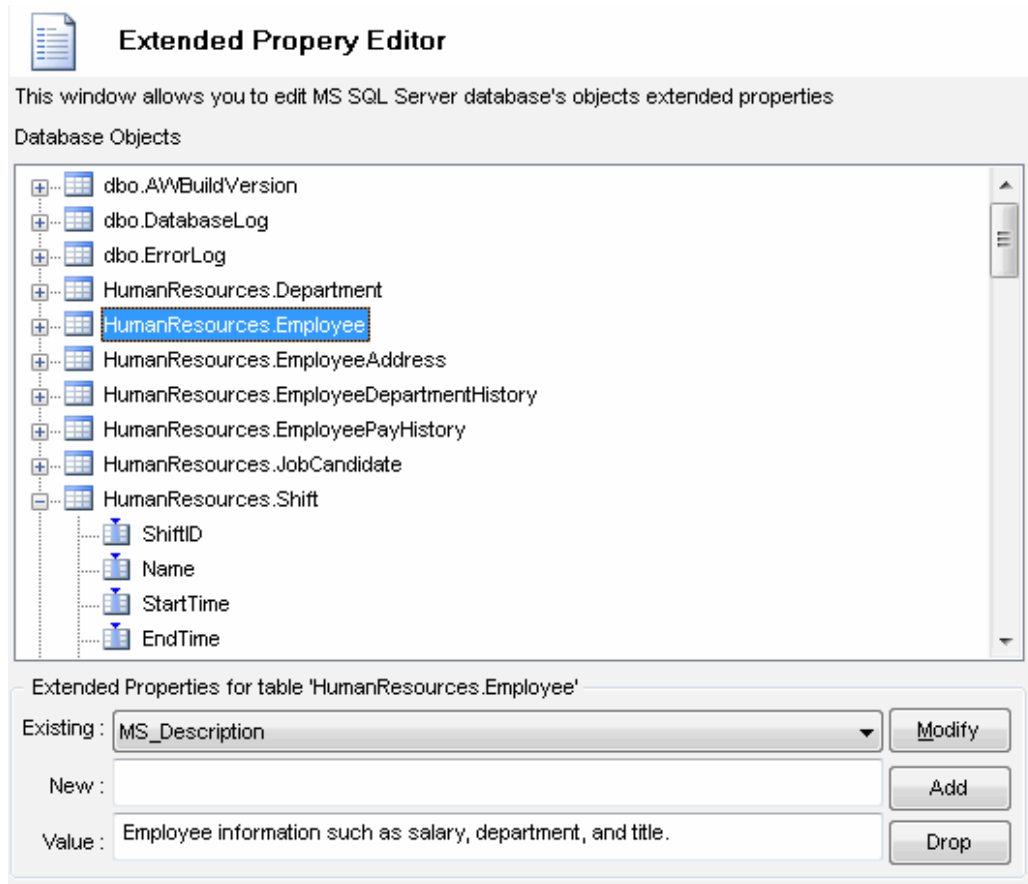 Extended Propery Editor
This window allows you to edit MS SQL Server database's objects extended properties
Database Objects
dbo.AWBuildVersion
dbo.DatabaseLog
dbo.ErrorLog
HumanResources.Department
HumanResources.Employee
HumanResources.EmployeeAddress
HumanResources.EmployeeDepartmentHistory
HumanResources.EmployeePayHistory
HumanResources.JobCandidate
HumanResources.Shift
ShiftID
Name
StartTime
EndTime
Extended Properties for table 'HumanResources.Employee'
Existing : MS_Description Modify
New : Add
Value : Employee information such as salary, department, and title. Drop